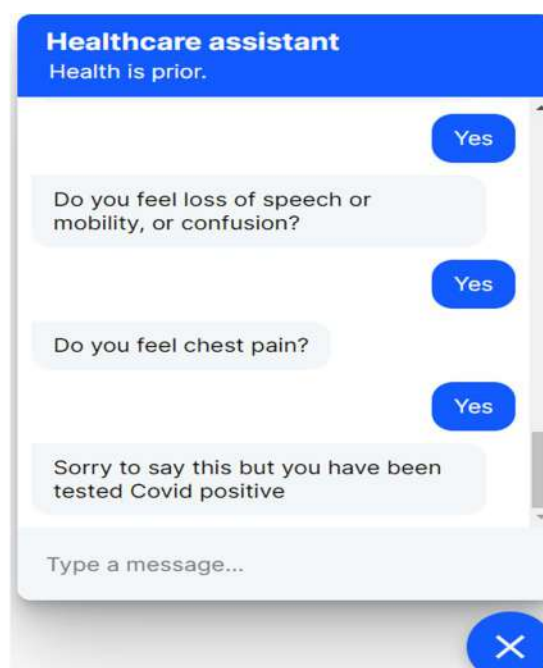 Healthcare assistant
Health is prior.
Yes
Do you feel loss of speech or
mobility, or confusion?
Yes
Do you feel chest pain?
Yes
Sorry to say this but you have been
tested Covid positive
Type a message...